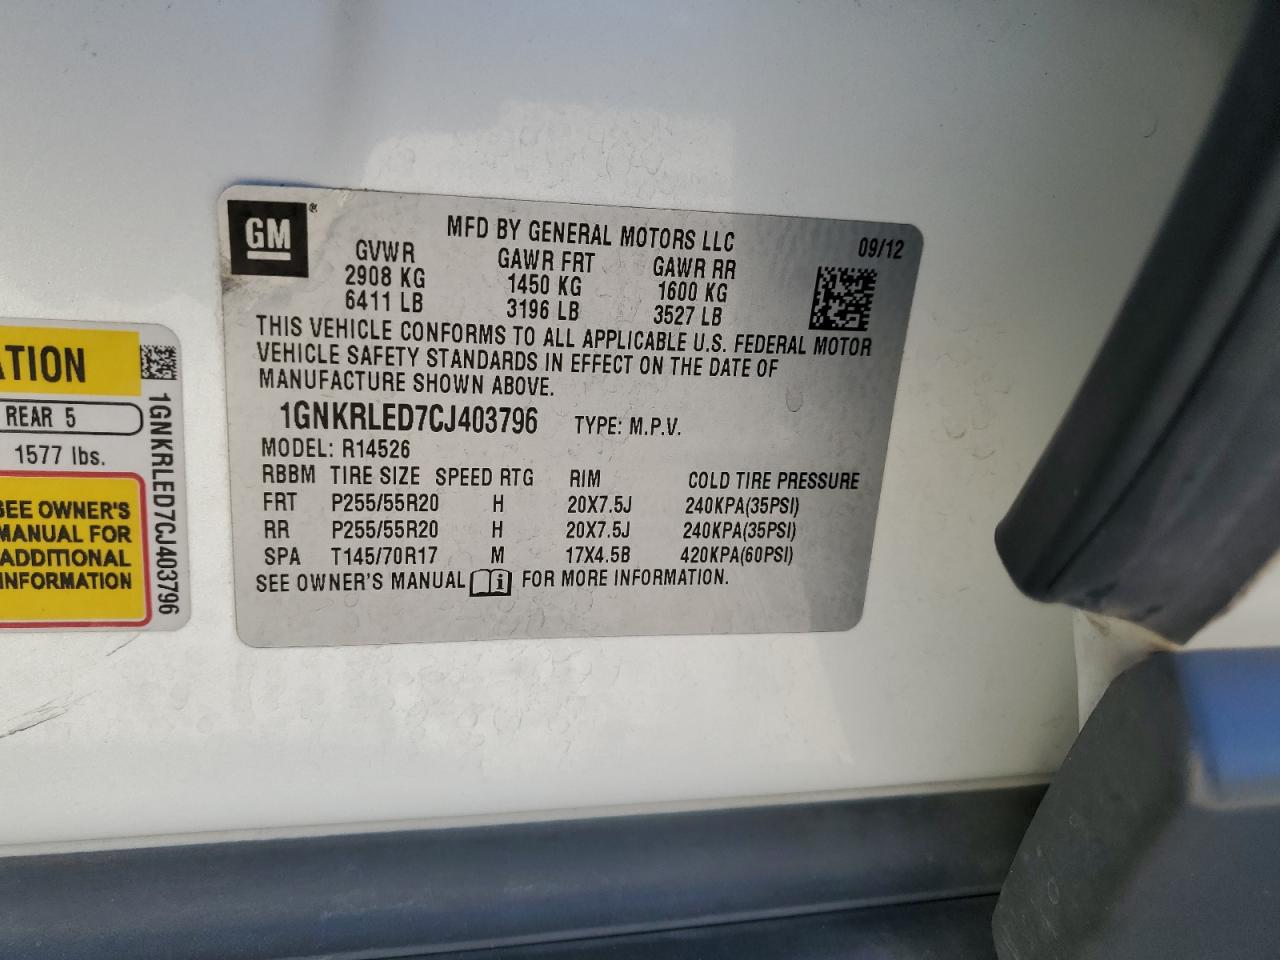 GM ®
MFD BY GENERAL MOTORS LLC 09/12
GVWR GAWR FRT GAWR RR
2908 KG 1450 KG 1600 KG
6411 LB 3196 LB 3527 LB
THIS VEHICLE CONFORMS TO ALL APPLICABLE U.S. FEDERAL MOTOR
VEHICLE SAFETY STANDARDS IN EFFECT ON THE DATE OF
MANUFACTURE SHOWN ABOVE.
1GNKRLED7CJ403796 TYPE: M.P.V.
MODEL: R14526
RBBM TIRE SIZE SPEED RTG RIM COLD TIRE PRESSURE
FRT P255/55R20 H 20X7.5J 240KPA(35PSI)
RR P255/55R20 H 20X7.5J 240KPA(35PSI)
SPA T145/70R17 M 17X4.5B 420KPA(60PSI)
SEE OWNER'S MANUAL i FOR MORE INFORMATION.
ATION
REAR 5
1577 lbs.
SEE OWNER'S
MANUAL FOR
ADDITIONAL
INFORMATION
1GNKRLED7CJ403796